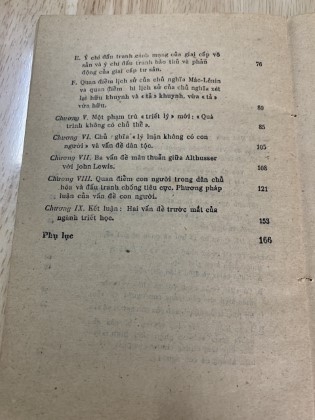 E. Ý chí đấu tranh cách mạng của giai cấp vô
sản và ý chí đấu tranh bảo thủ và phản
động của giai cấp tư sản. 76
F. Quan điểm lịch sử của chủ nghĩa Mác-Lênin
và quan điểm phi lịch sử của chủ nghĩa xét
lại hữu khuynh và «tả» khuynh, vừa «tả»
vừa hữu. 80
Chương V. Một phạm trù «triết lý» mới: «Quá
trình không có chủ thể». 85
Chương VI. Chủ nghĩa «lý luận không có con
người» và vấn đề dân tộc. 105
Chương VII. Ba vấn đề mâu thuẫn giữa Althusser
với John Lewis. 108
Chương VIII. Quan điểm con người trong dân chủ
hóa và đấu tranh chống tiêu cực. Phương pháp
luận của vấn đề con người. 121
Chương IX. Kết luận: Hai vấn đề trước mắt của
ngành triết học. 153
Phụ lục 166